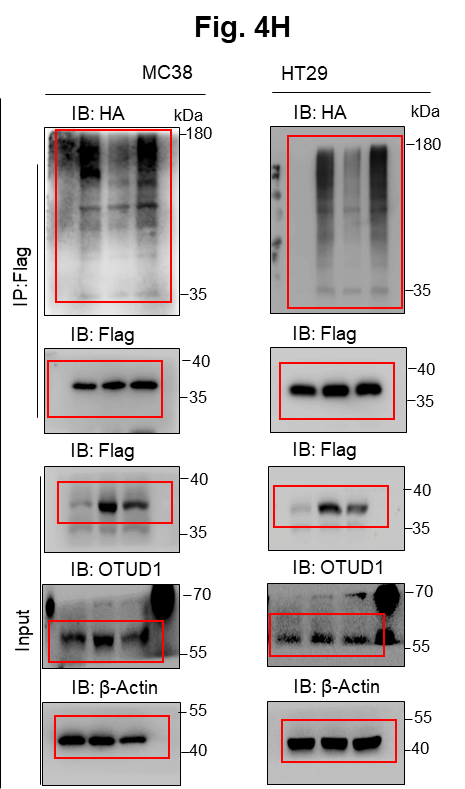 Fig. 4H
MC38
HT29
IB: HA
kDa
IB: HA
kDa
180
180
IP:Flag
35
35
IB: Flag
IB: Flag
40
40
35
35
IB: Flag
IB: Flag
40
40
35
35
Input
IB: OTUD1
IB: OTUD1
70
70
55
55
IB: β-Actin
IB: β-Actin
55
55
40
40